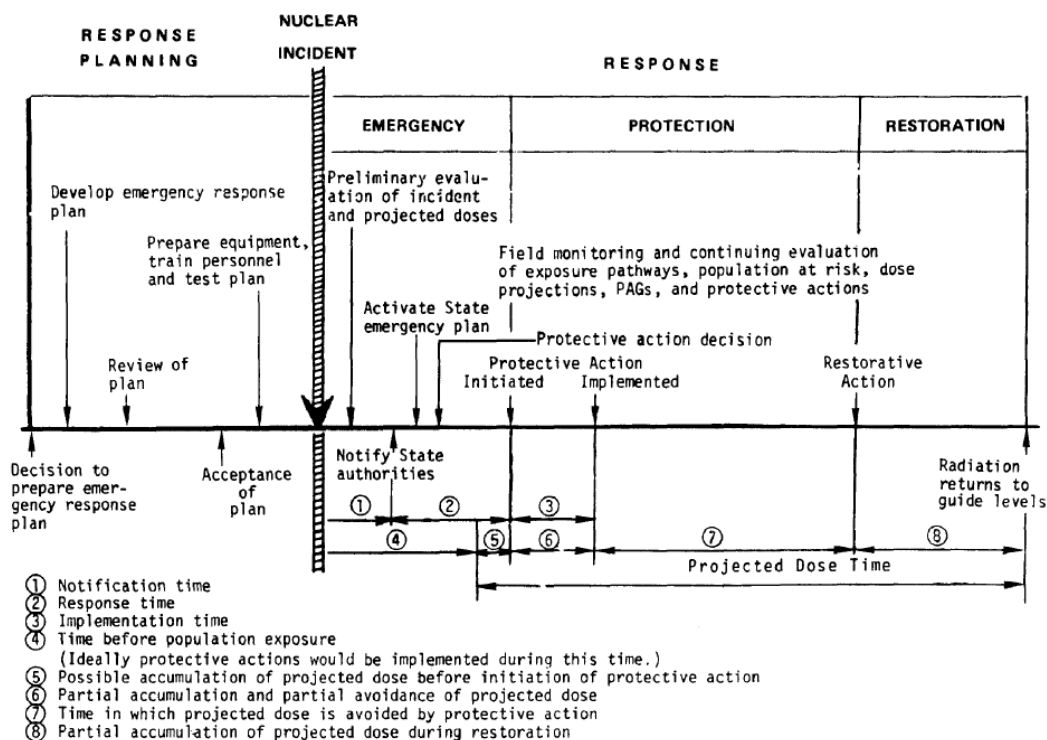 RESPONSE
PLANNING
NUCLEAR
INCIDENT
RESPONSE
EMERGENCY
PROTECTION
RESTORATION
Develop emergency response
plan
Prepare equipment,
train personnel
and test plan
Review of
plan
Preliminary evalu-
ation of incident
and projected doses
Activate State
emergency plan
Field monitoring and continuing evaluation
of exposure pathways, population at risk, dose
projections, PAGs, and protective actions
Protective action decision
Protective Action
Initiated Implemented
Restorative
Action
Decision to
prepare emer-
gency response
plan
Acceptance
of
plan
Notify State
authorities
Radiation
returns to
guide levels
① ② ③
④ ⑤ ⑥ ⑦ ⑧
Projected Dose Time
① Notification time
② Response time
③ Implementation time
④ Time before population exposure
(Ideally protective actions would be implemented during this time.)
⑤ Possible accumulation of projected dose before initiation of protective action
⑥ Partial accumulation and partial avoidance of projected dose
⑦ Time in which projected dose is avoided by protective action
⑧ Partial accumulation of projected dose during restoration